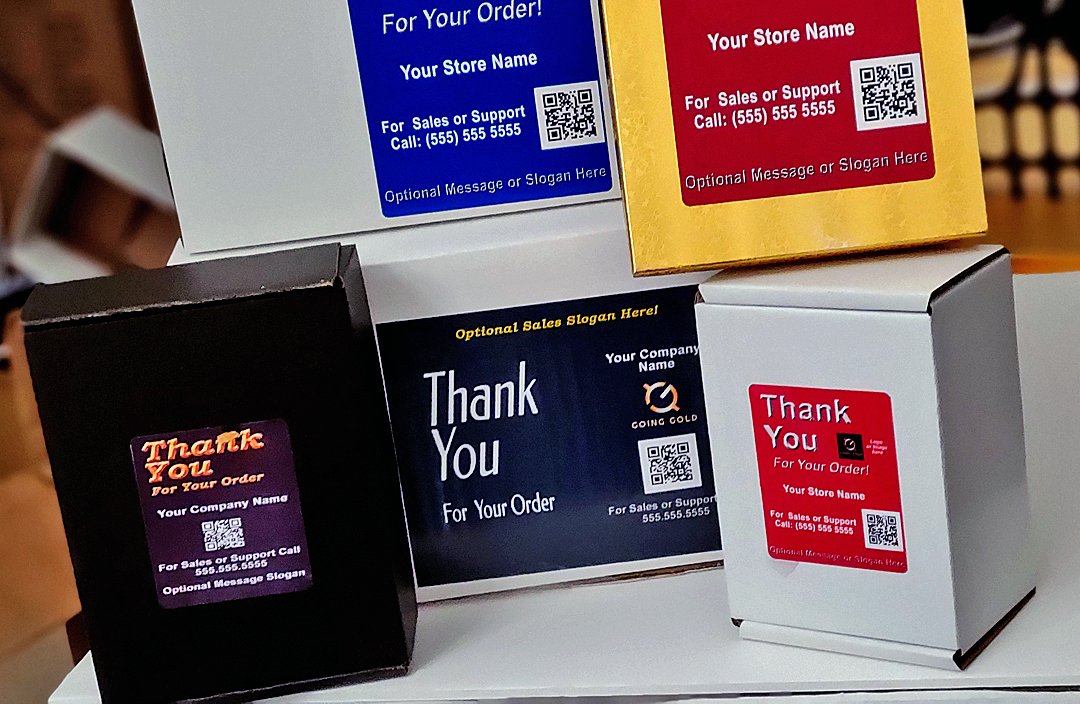 For Your Order!
Your Store Name
For Sales or Support
Call: (555) 555 5555
Optional Message or Slogan Here
Your Store Name
For Sales or Support
Call: (555) 555 5555
Optional Message or Slogan Here
Thank
You
For Your Order
Your Company Name
For Sales or Support Call
555.555.5555
Optional Message Slogan
Optional Sales Slogan Here!
Thank
You
For Your Order
Your Company
Name
GOING GOLD
For Sales or Support
555.555.5555
Thank
You
Logo
or Image
here
For Your Order!
Your Store Name
For Sales or Support
Call: (555) 555 5555
Optional Message or Slogan Here